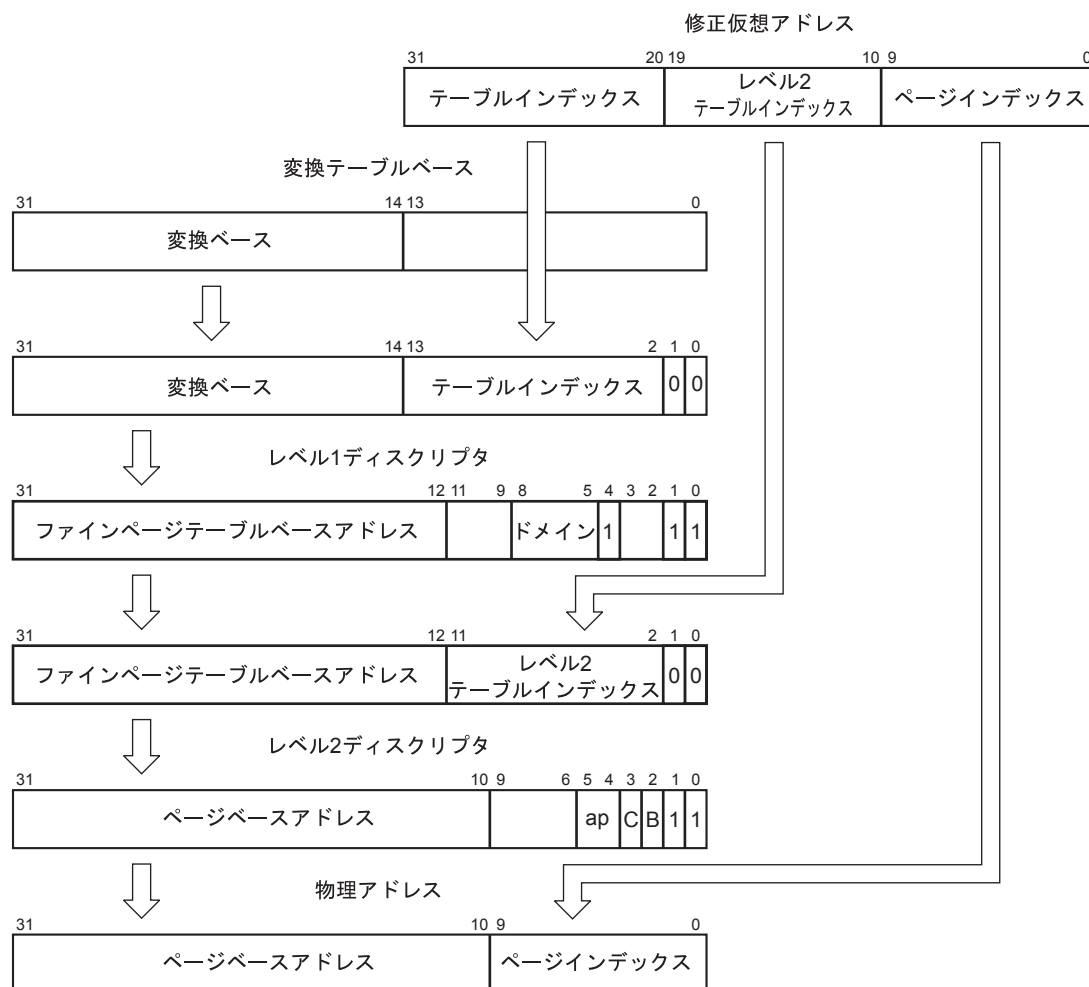 修正仮想アドレス
31 20 19 10 9 0
テーブルインデックス
レベル2
テーブルインデックス
ページインデックス
変換テーブルベース
31 14 13 0
変換ベース
31 14 13 2 1 0
変換ベース テーブルインデックス 0 0
レベル1ディスクリプタ
31 12 11 9 8 5 4 3 2 1 0
ファインページテーブルベースアドレス ドメイン 1 1 1
31 12 11 2 1 0
ファインページテーブルベースアドレス
レベル2
テーブルインデックス
0 0
レベル2ディスクリプタ
31 10 9 6 5 4 3 2 1 0
ページベースアドレス ap C B 1 1
物理アドレス
31 10 9 0
ページベースアドレス ページインデックス